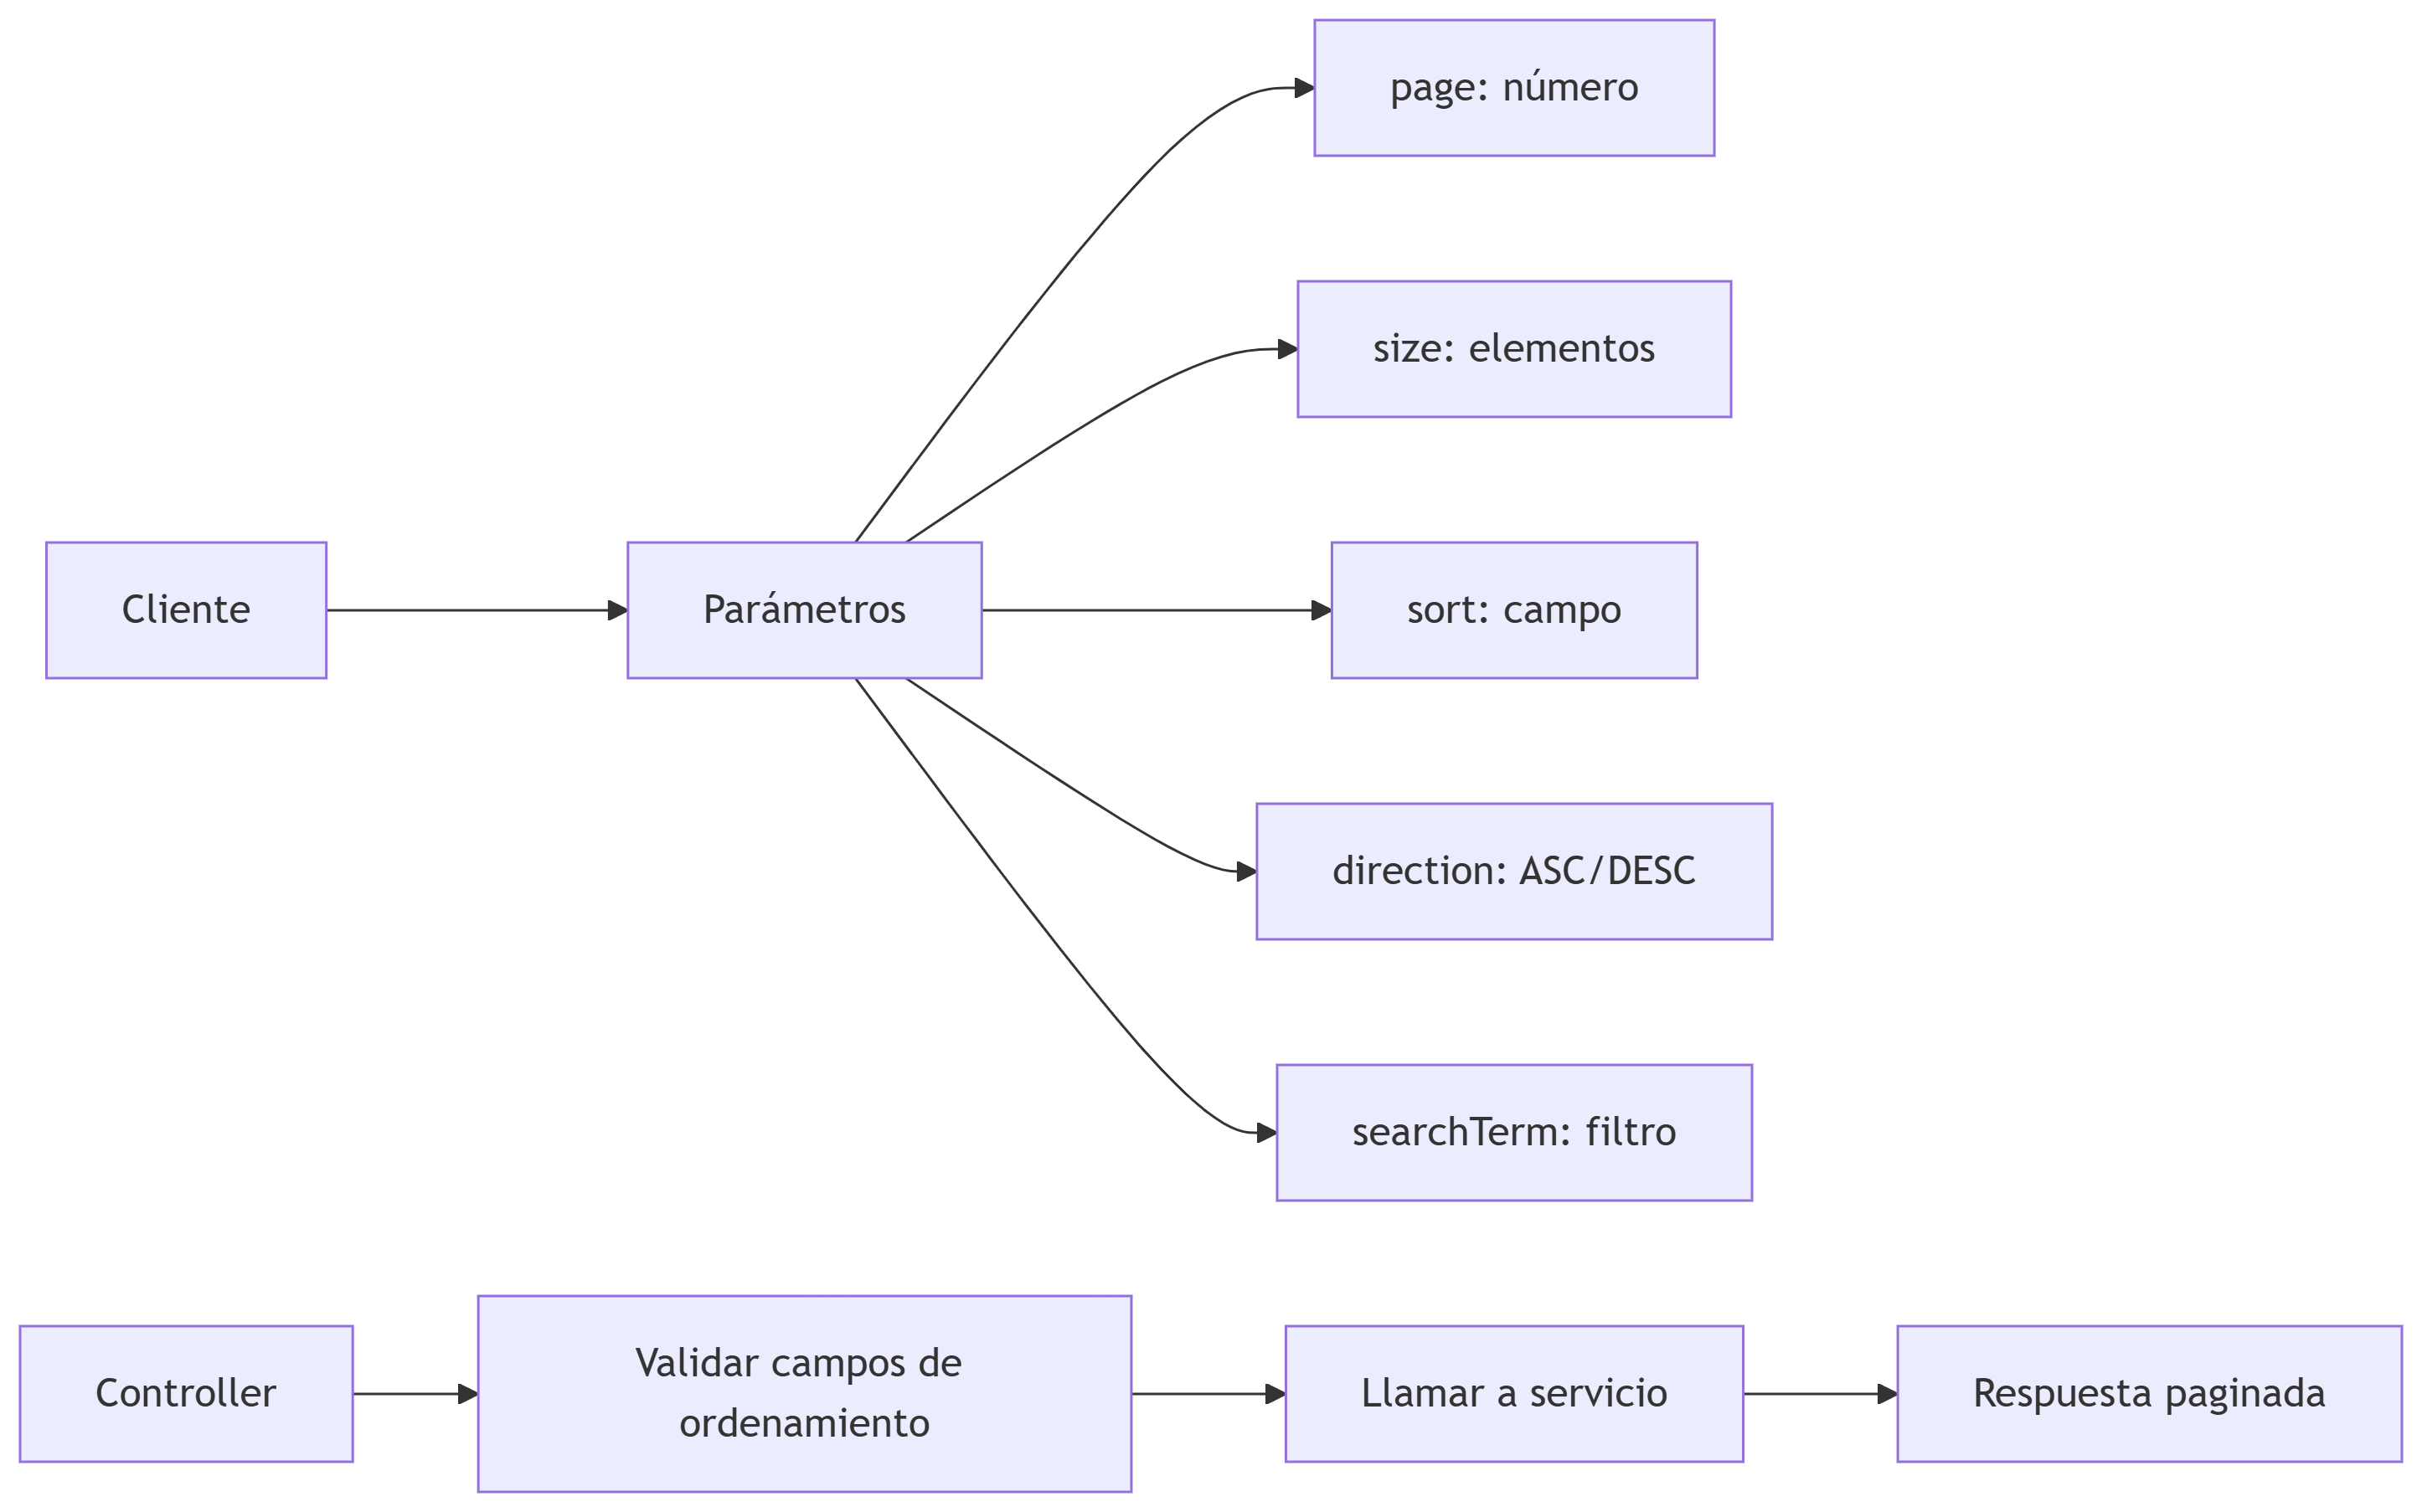 page: número
size: elementos
Cliente
Parámetros
sort: campo
direction: ASC/DESC
searchTerm: filtro
Controller
Validar campos de
ordenamiento
Llamar a servicio
Respuesta paginada